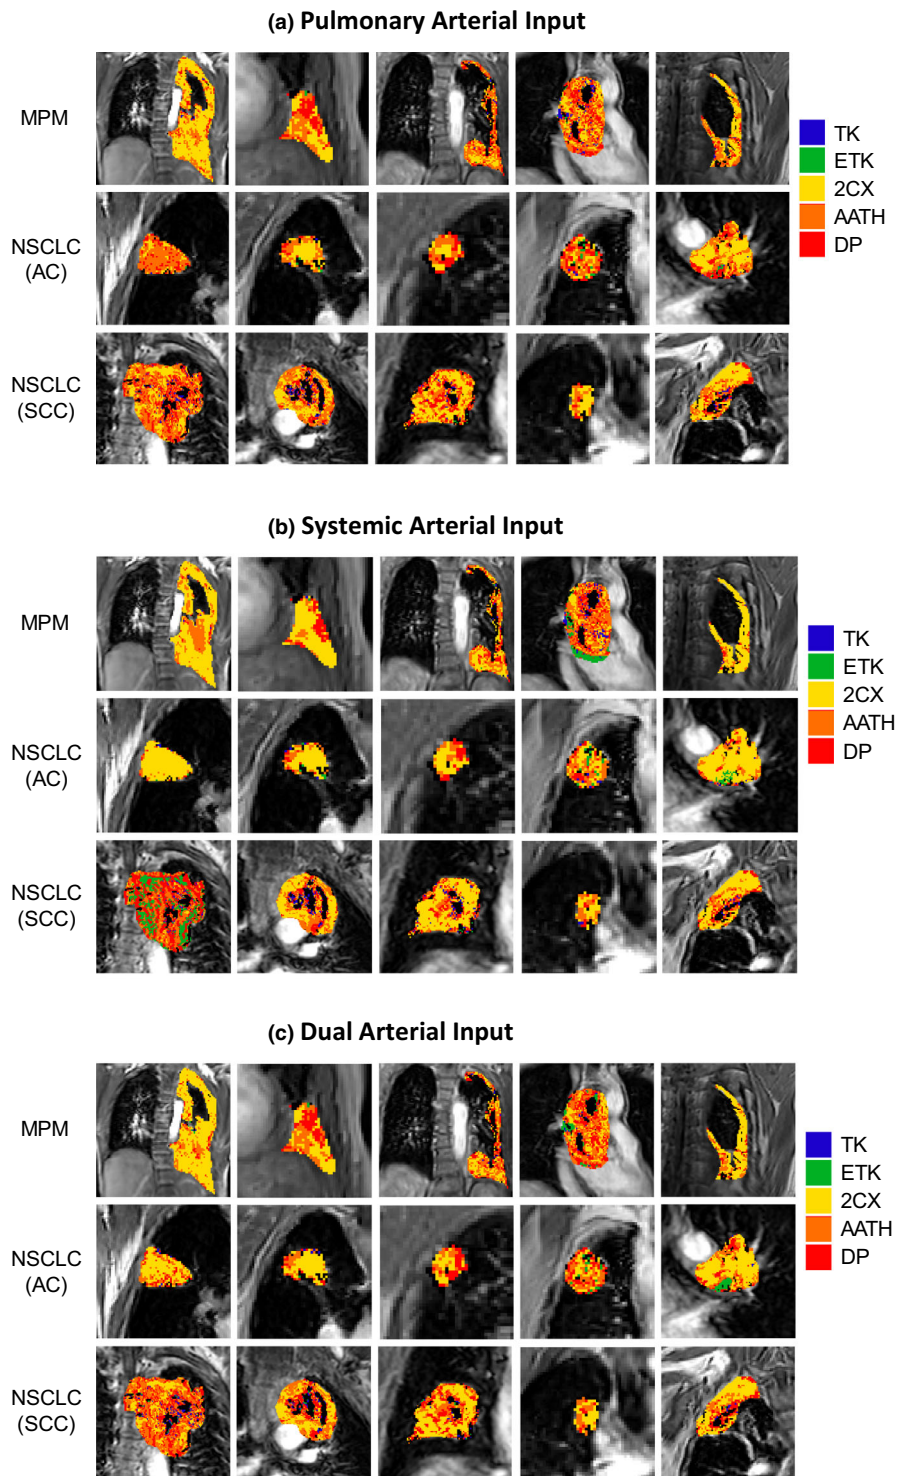 (a) Pulmonary Arterial Input
MPM
NSCLC
(AC)
NSCLC
(SCC)
TK
ETK
2CX
AATH
DP
(b) Systemic Arterial Input
MPM
NSCLC
(AC)
NSCLC
(SCC)
TK
ETK
2CX
AATH
DP
(c) Dual Arterial Input
MPM
NSCLC
(AC)
NSCLC
(SCC)
TK
ETK
2CX
AATH
DP